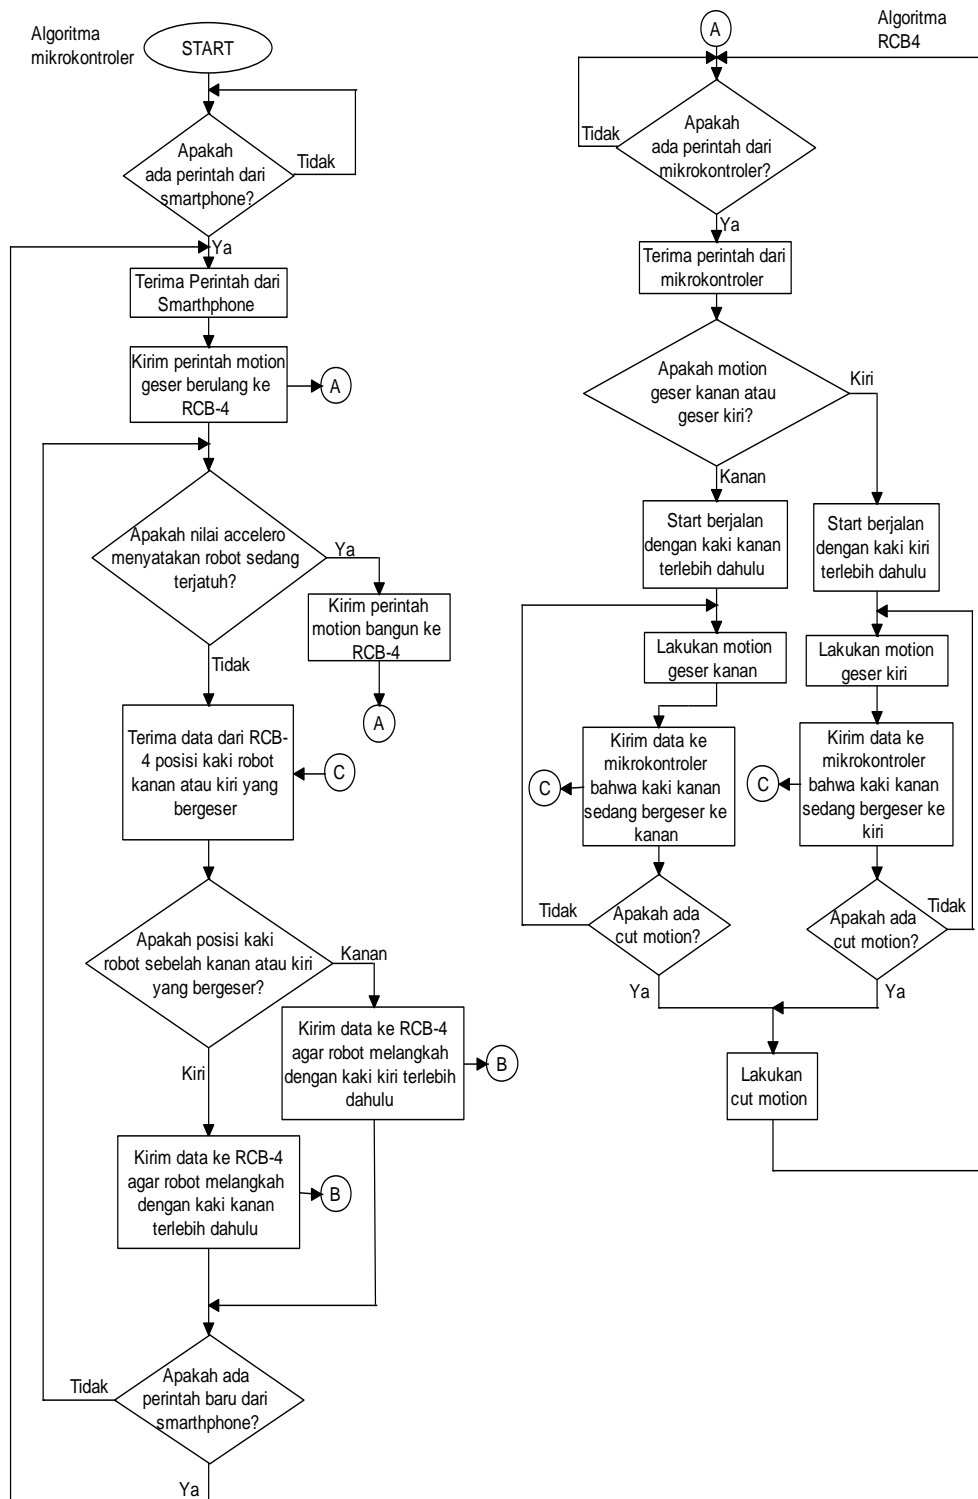 Algoritma
mikrokontroler
START
Apakah
ada perintah dari
smartphone?
Tidak
Ya
Terima Perintah dari
Smarthphone
Kirim perintah motion
geser berulang ke
RCB-4
A
Apakah nilai accelero
menyatakan robot sedang
terjatuh?
Ya
Kirim perintah
motion bangun ke
RCB-4
A
Tidak
Terima data dari RCB-
4 posisi kaki robot
kanan atau kiri yang
bergeser
C
Apakah posisi kaki
robot sebelah kanan atau kiri
yang bergeser?
Kanan
Kirim data ke RCB-4
agar robot melangkah
dengan kaki kiri terlebih
dahulu
B
Kiri
Kirim data ke RCB-4
agar robot melangkah
dengan kaki kanan
terlebih dahulu
B
Apakah ada
perintah baru dari
smarthphone?
Tidak
Ya
Algoritma
RCB4
A
Apakah
ada perintah dari
mikrokontroler?
Tidak
Ya
Terima perintah dari
mikrokontroler
Apakah motion
geser kanan atau
geser kiri?
Kiri
Kanan
Start berjalan
dengan kaki kanan
terlebih dahulu
Start berjalan
dengan kaki kiri
terlebih dahulu
Lakukan motion
geser kanan
Lakukan motion
geser kiri
Kirim data ke
mikrokontroler
bahwa kaki kanan
sedang bergeser ke
kanan
C
Kirim data ke
mikrokontroler
bahwa kaki kanan
sedang bergeser ke
kiri
C
Apakah ada
cut motion?
Tidak
Ya
Apakah ada
cut motion?
Tidak
Ya
Lakukan
cut motion